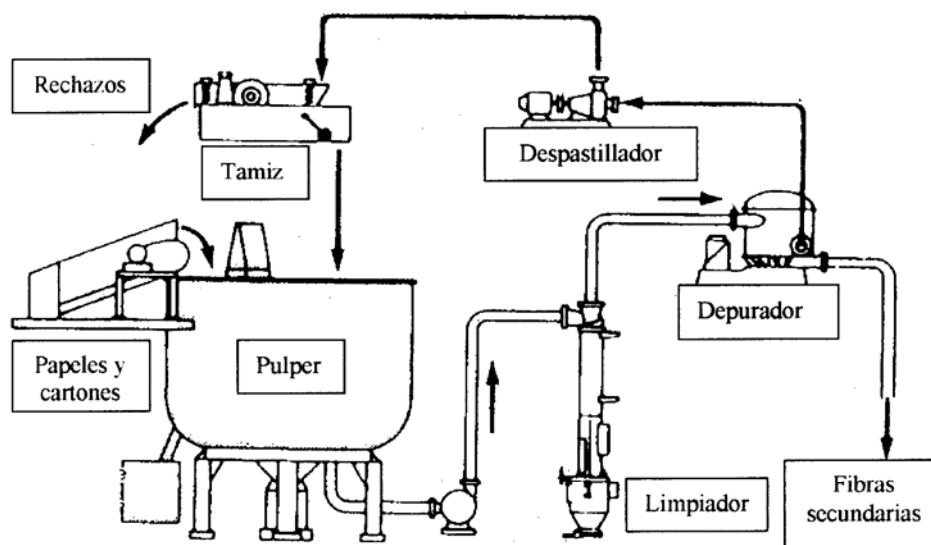 Rechazos
Tamiz
Despastillador
Depurador
Papeles y
cartones
Pulper
Limpiador
Fibras
secundarias